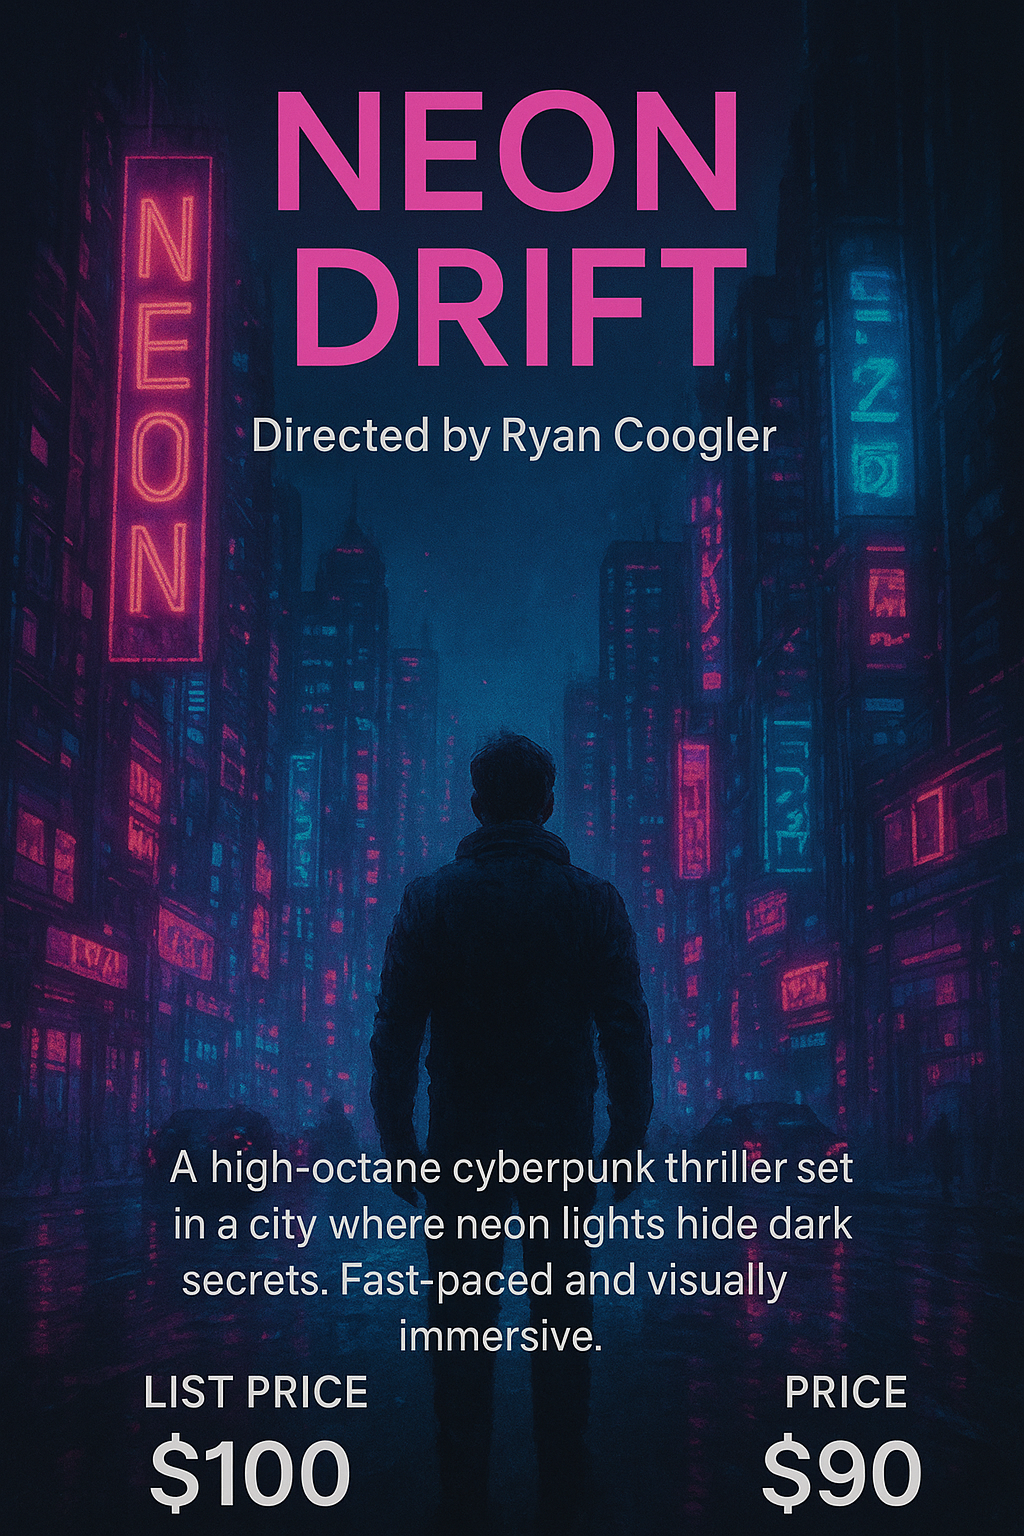 NEON
DRIFT
NEON
Directed by Ryan Coogler
A high-octane cyberpunk thriller set
in a city where neon lights hide dark
secrets. Fast-paced and visually
immersive.
LIST PRICE
PRICE
$100
$90